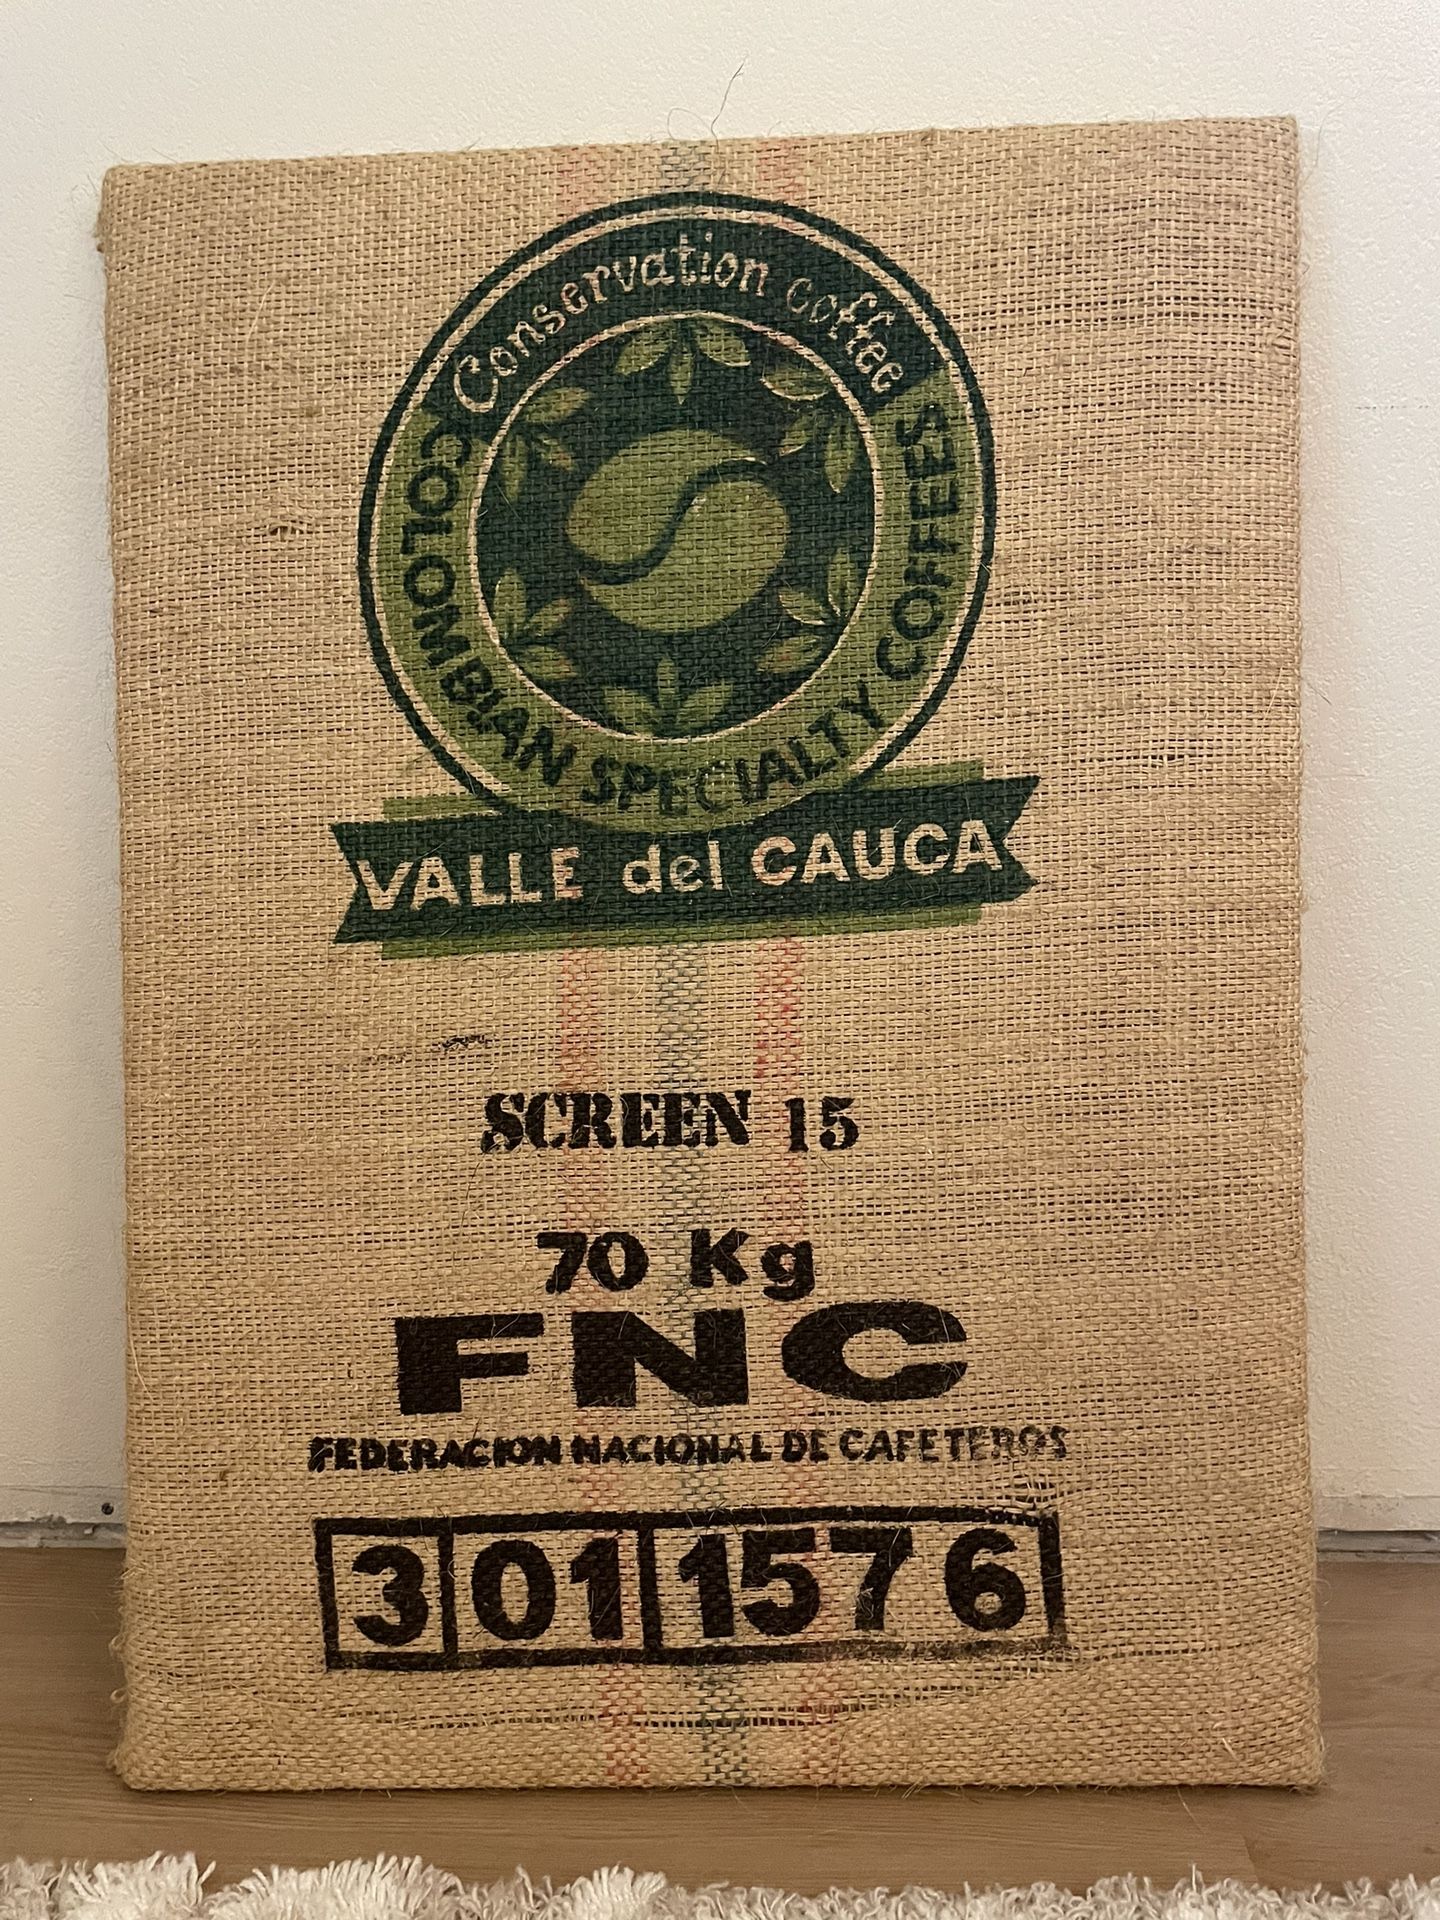 Conservation coffee
COLOMBIAN SPECIALTY COFFEES
VALLE del CAUCA
SCREEN 15
70 Kg
FNC
FEDERACION NACIONAL DE CAFETEROS
3 011 1576